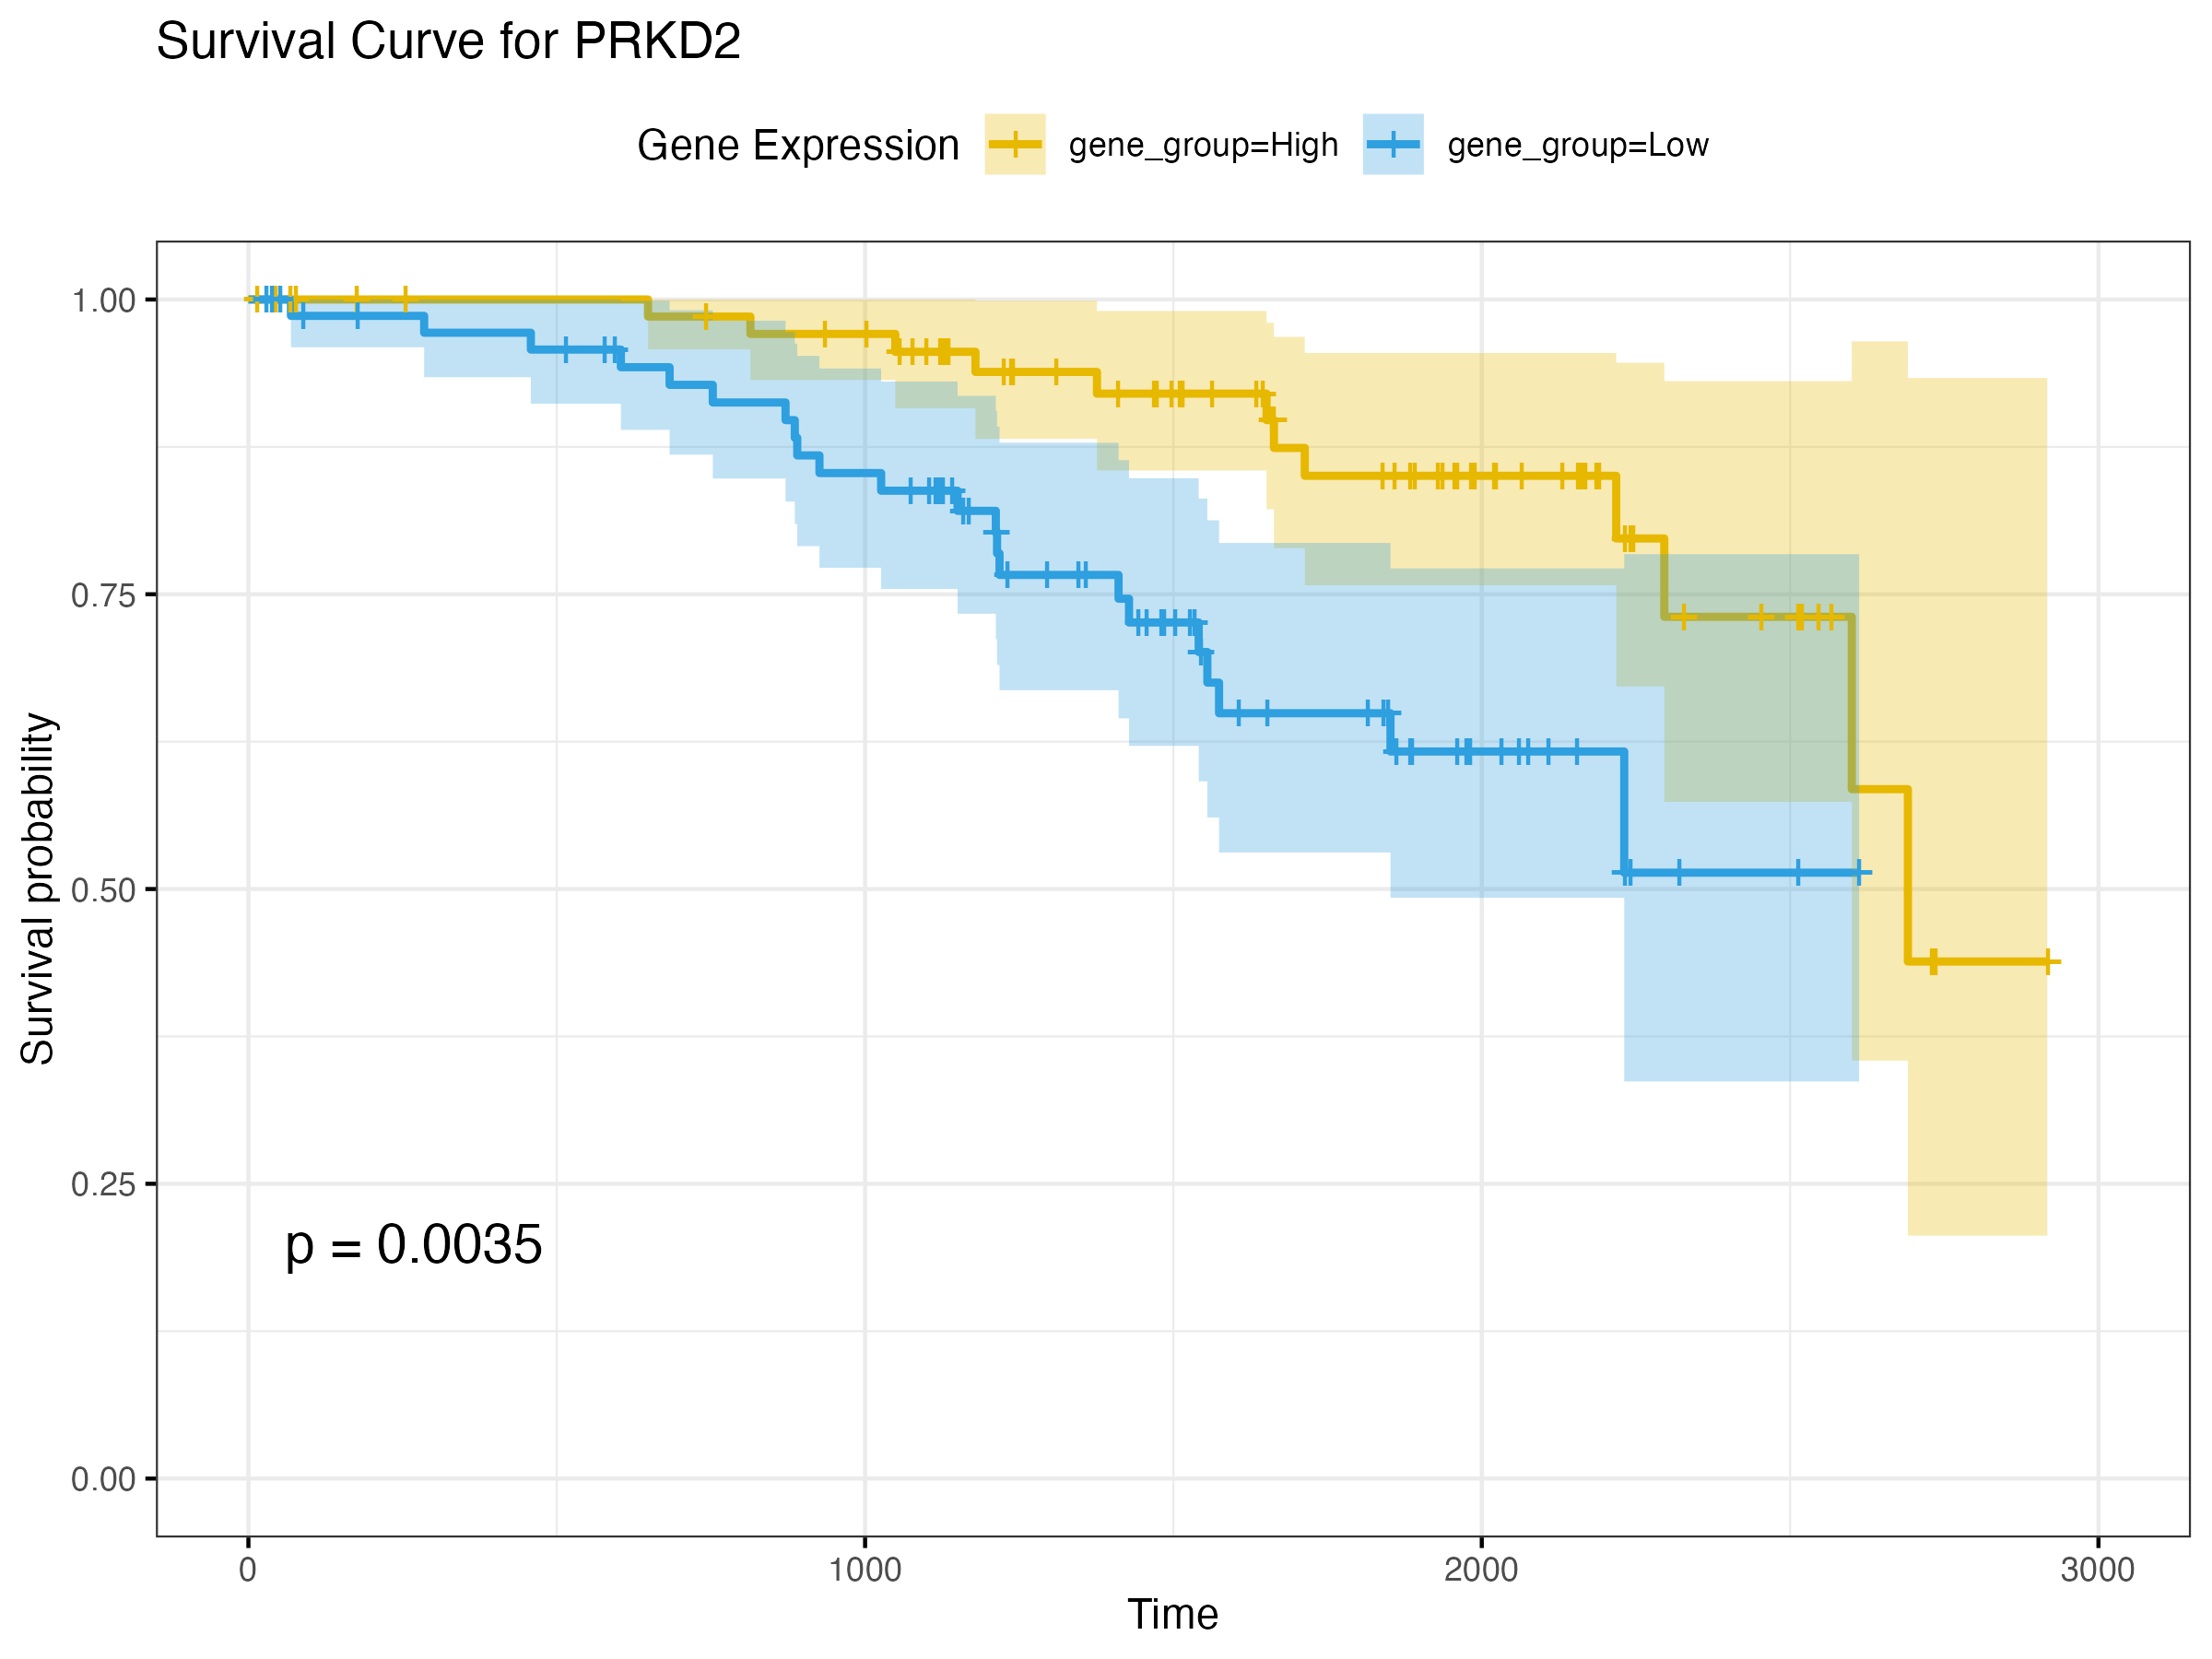 Survival Curve for PRKD2
Gene Expression gene_group=High gene_group=Low
1.00
0.75
0.50
0.25
0.00
Survival probability
p = 0.0035
0 1000 2000 3000
Time